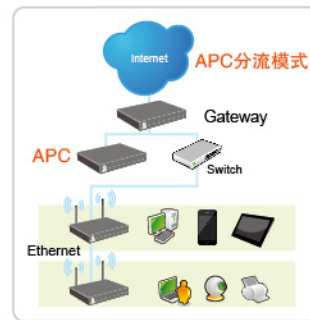 Internet
APC分流模式
Gateway
APC
Switch
Ethernet